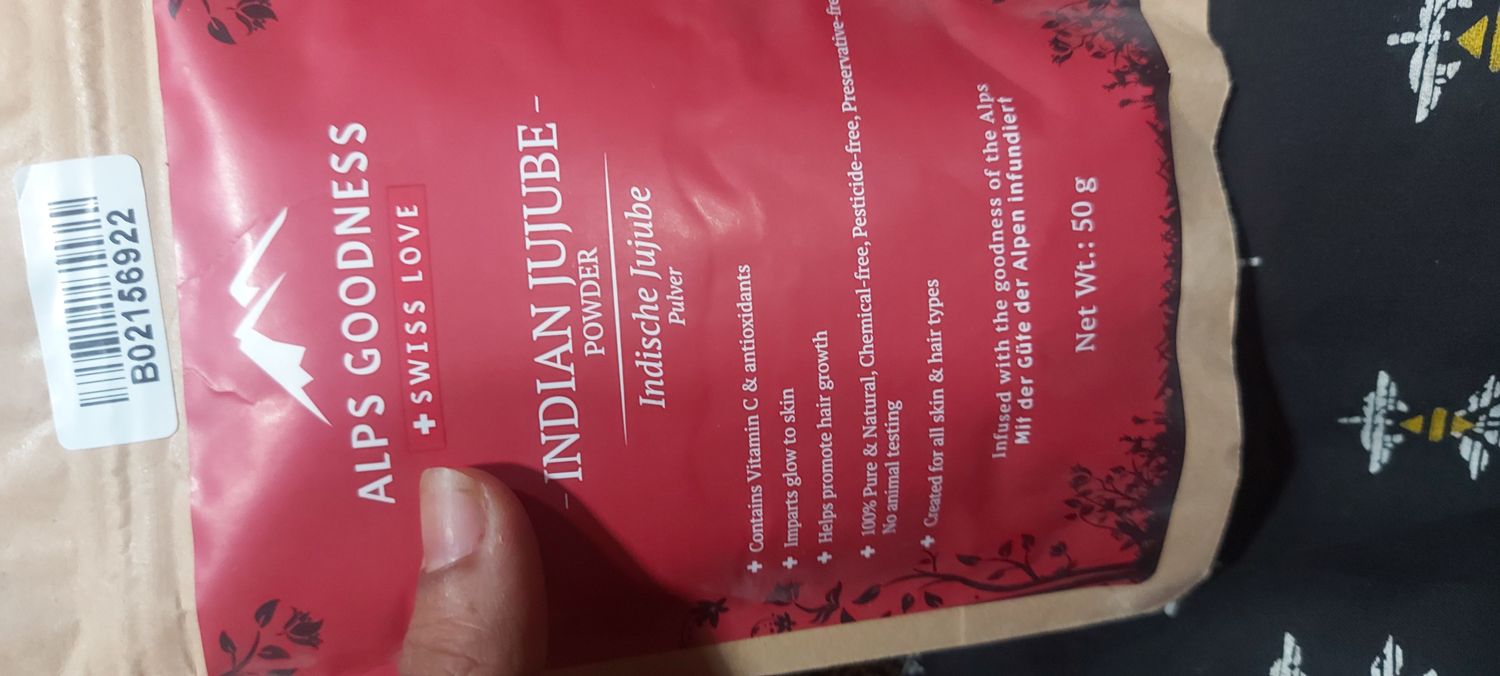 B02156922
ALPS GOODNESS
+ SWISS LOVE
– INDIAN JUJUBE –
POWDER
Indische Jujube
Pulver
+ Contains Vitamin C & antioxidants
+ Imparts glow to skin
+ Helps promote hair growth
+ 100% Pure & Natural, Chemical-free, Pesticide-free, Preservative-fre
No animal testing
+ Created for all skin & hair types
Infused with the goodness of the Alps
Mit der Güte der Alpen infundiert
Net Wt.: 50 g